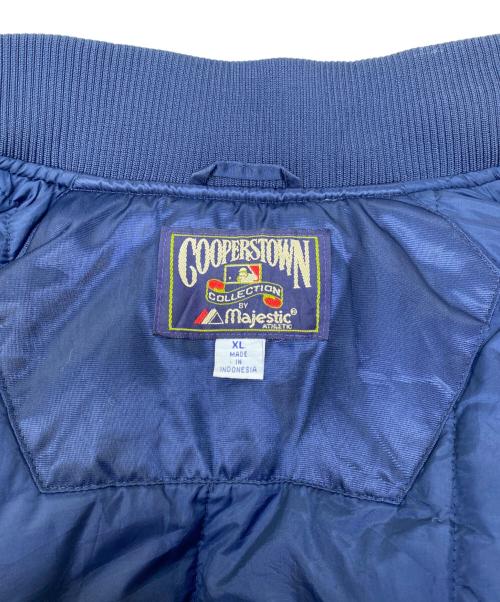 COOPERSTOWN
COLLECTION
BY
Majestic®
ATHLETIC
XL
MADE
IN
INDONESIA